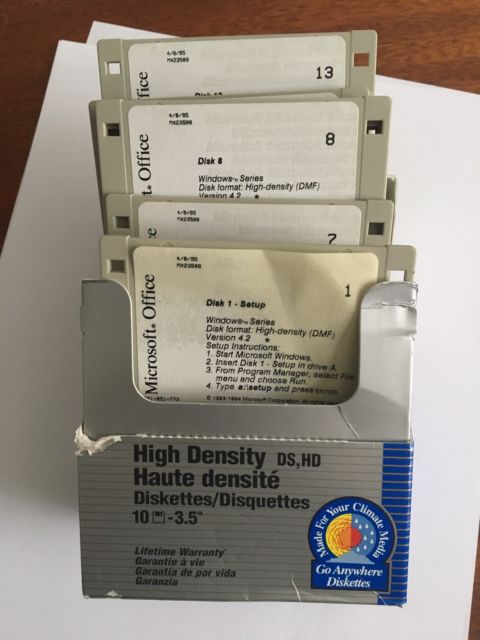 4/8/95
MW23500
13
Office
4/8/95
MW23500
8
t Office
Disk 8
Windows™ Series
Disk format: High-density (DMF)
Version 4.2 *
4/8/95
MW23500
7
4/8/95
MW23500
1
Microsoft® Office
Disk 1 - Setup
Windows™ Series
Disk format: High-density (DMF)
Version 4.2 *
Setup Instructions:
1. Start Microsoft Windows.
2. Insert Disk 1 - Setup in drive A.
3. From Program Manager, select File
menu and choose Run.
4. Type a:\setup and press ENTER
© 1983-1994 Microsoft Corporation. All rights
High Density DS, HD
Haute densité
Diskettes/Disquettes
10 -3.5"
Lifetime Warranty*
Garantie à vie
Garantía de por vida
Garanzia
Made For Your Climate Media
Go Anywhere
Diskettes